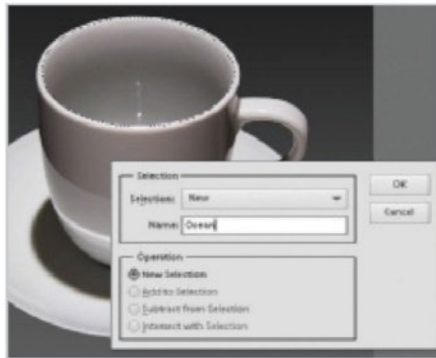 Selection
OK
Selection: New
Cancel
Name: Ocean
Operation
New Selection
Add to Selection
Subtract from Selection
Intersect with Selection